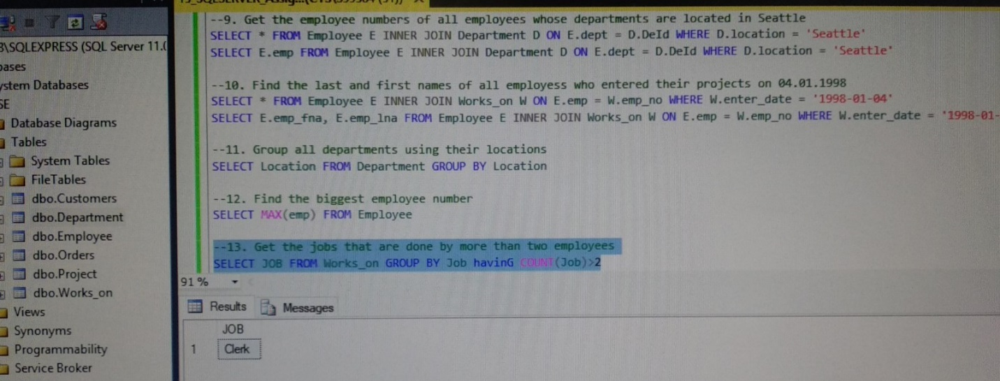 --9. Get the employee numbers of all employees whose departments are located in Seattle
SELECT * FROM Employee E INNER JOIN Department D ON E.dept = D.DeId WHERE D.location = 'Seattle'
SELECT E.emp FROM Employee E INNER JOIN Department D ON E.dept = D.DeId WHERE D.location = 'Seattle'
--10. Find the last and first names of all employess who entered their projects on 04.01.1998
SELECT * FROM Employee E INNER JOIN Works_on W ON E.emp = W.emp_no WHERE W.enter_date = '1998-01-04'
SELECT E.emp_fna, E.emp_lna FROM Employee E INNER JOIN Works_on W ON E.emp = W.emp_no WHERE W.enter_date = '1998-01-
--11. Group all departments using their locations
SELECT Location FROM Department GROUP BY Location
--12. Find the biggest employee number
SELECT MAX(emp) FROM Employee
--13. Get the jobs that are done by more than two employees
SELECT JOB FROM Works_on GROUP BY Job havinG COUNT(Job)>2
91 %
Results Messages
JOB
1 Clerk
\SQLEXPRESS (SQL Server 11.0
bases
ystem Databases
SE
Database Diagrams
Tables
System Tables
FileTables
dbo.Customers
dbo.Department
dbo.Employee
dbo.Orders
dbo.Project
dbo.Works_on
Views
Synonyms
Programmability
Service Broker